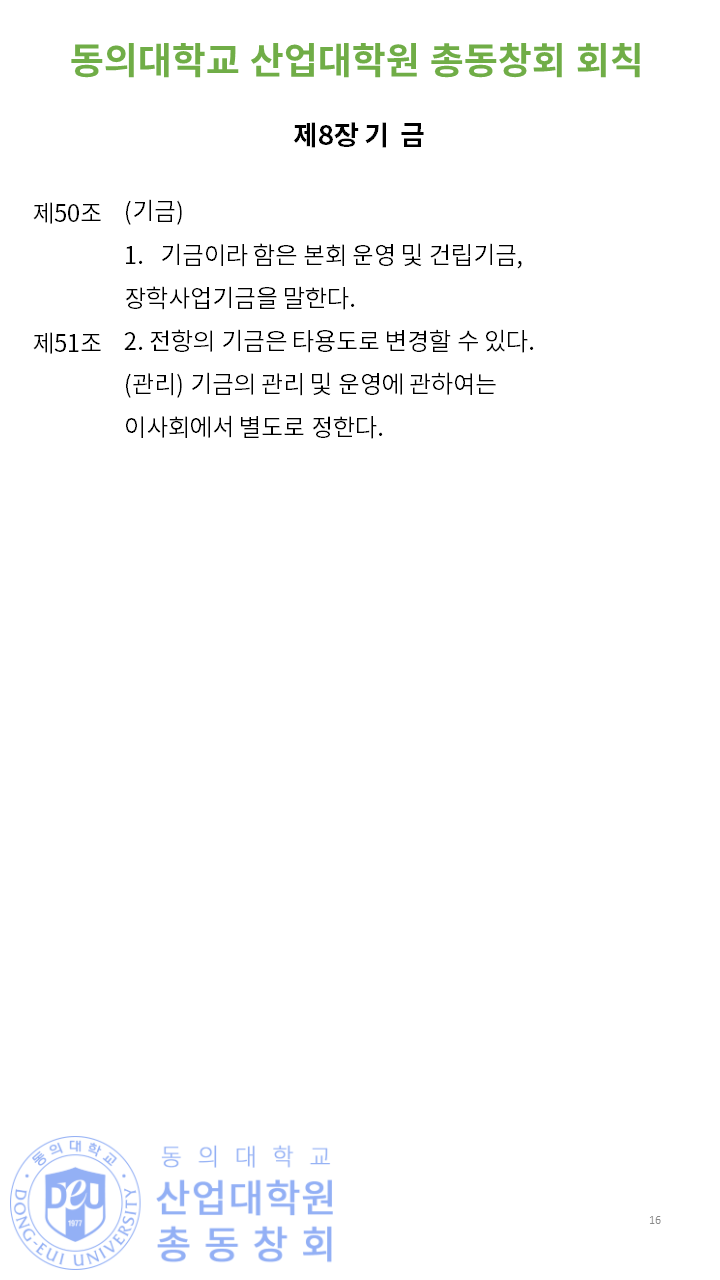 동의대학교 산업대학원 총동창회 회칙
제8장 기 금
제50조 (기금)
1. 기금이라 함은 본회 운영 및 건립기금,
장학사업기금을 말한다.
제51조 2. 전항의 기금은 타용도로 변경할 수 있다.
(관리) 기금의 관리 및 운영에 관하여는
이사회에서 별도로 정한다.
동의대학교
DeU
1977
DONG-EUI UNIVERSITY
동 의 대 학 교
산업대학원
총 동 창 회
16